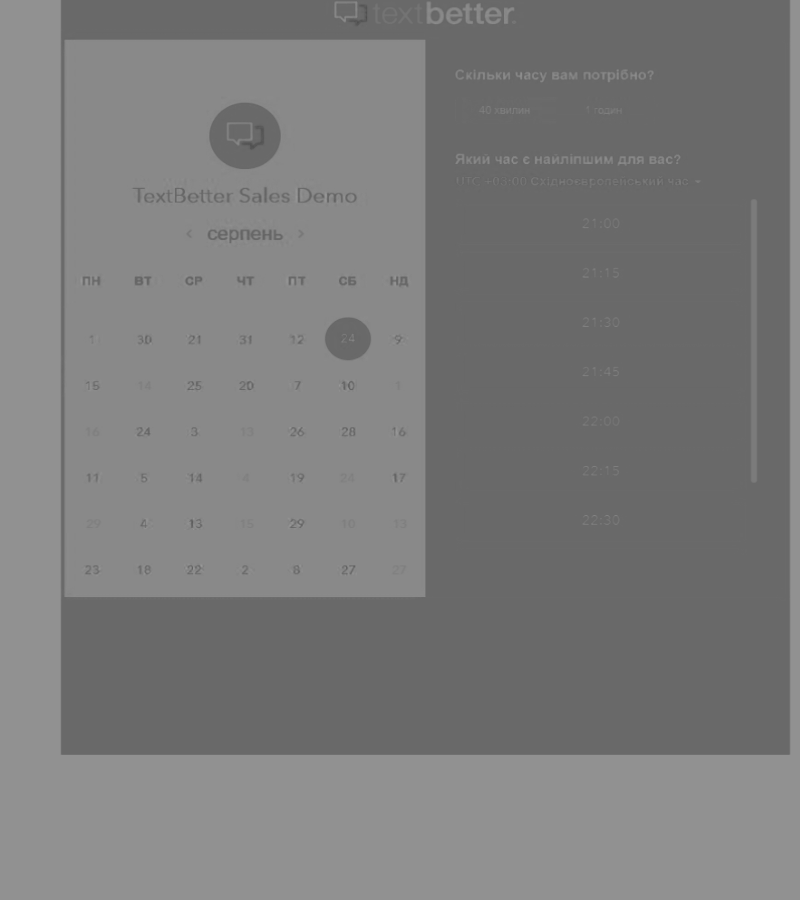 textbetter.
TextBetter Sales Demo
‹ серпень ›
ПН ВТ СР ЧТ ПТ СБ НД
1 30 21 31 12 24 9
15 14 25 20 7 10 1
16 24 3 13 26 28 16
11 5 14 4 19 24 17
29 4 13 15 29 10 13
23 18 22 2 8 27 27
Скільки часу вам потрібно?
40 хвилин 1 годин
Який час є найліпшим для вас?
UTC +03:00 Східноєвропейський час
21:00
21:15
21:30
21:45
22:00
22:15
22:30